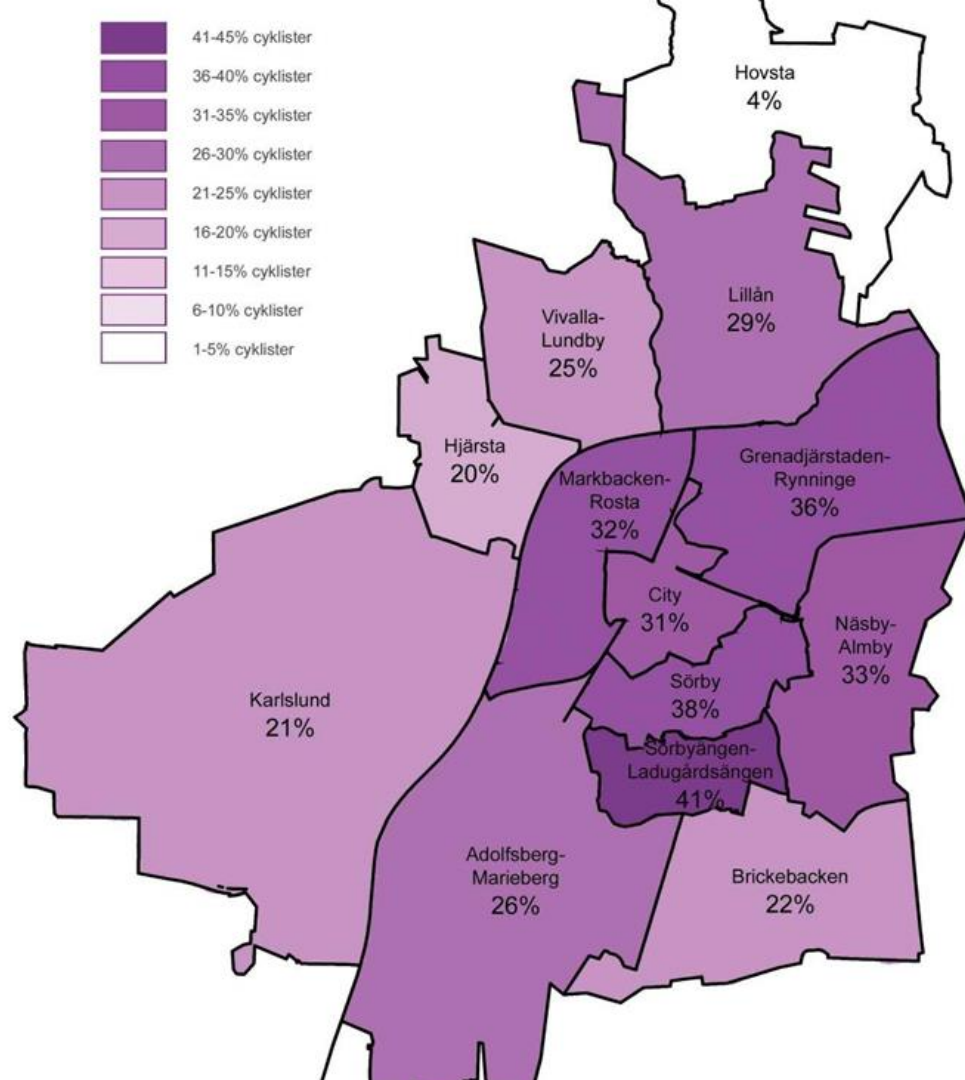 41-45% cyklister
36-40% cyklister
31-35% cyklister
26-30% cyklister
21-25% cyklister
16-20% cyklister
11-15% cyklister
6-10% cyklister
1-5% cyklister
Hovsta
4%
Lillån
29%
Vivalla-
Lundby
25%
Hjärsta
20%
Markbacken-
Rosta
32%
Grenadjärstaden-
Rynninge
36%
City
31%
Näsby-
Almby
33%
Sörby
38%
Karlslund
21%
Sörbyängen-
Ladugårdsängen
41%
Adolfsberg-
Marieberg
26%
Brickebacken
22%